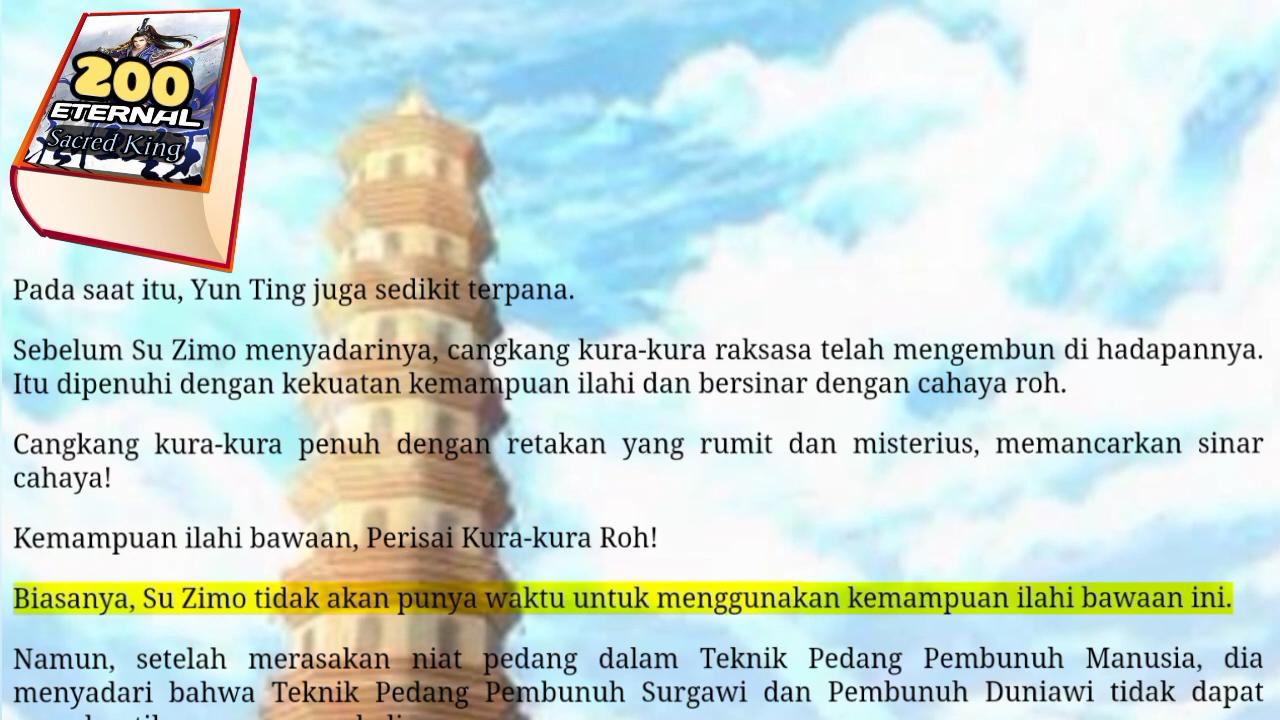 200
ETERNAL
Sacred King
Pada saat itu, Yun Ting juga sedikit terpana.
Sebelum Su Zimo menyadarinya, cangkang kura-kura raksasa telah mengembun di hadapannya.
Itu dipenuhi dengan kekuatan kemampuan ilahi dan bersinar dengan cahaya roh.
Cangkang kura-kura penuh dengan retakan yang rumit dan misterius, memancarkan sinar
cahaya!
Kemampuan ilahi bawaan, Perisai Kura-kura Roh!
Biasanya, Su Zimo tidak akan punya waktu untuk menggunakan kemampuan ilahi bawaan ini.
Namun, setelah merasakan niat pedang dalam Teknik Pedang Pembunuh Manusia, dia
menyadari bahwa Teknik Pedang Pembunuh Surgawi dan Pembunuh Duniawi tidak dapat